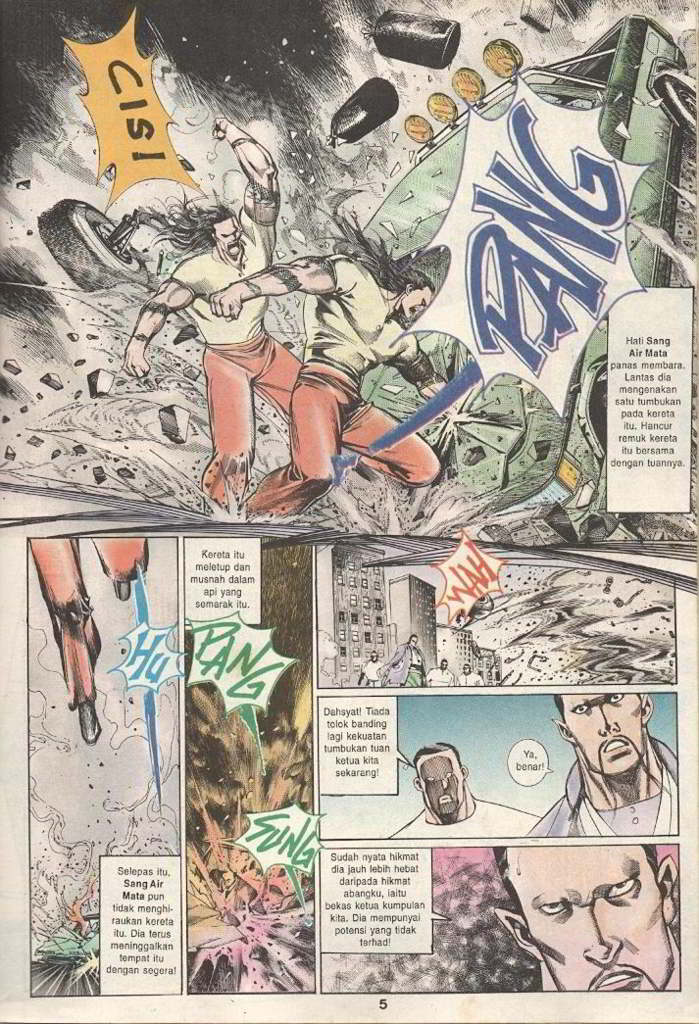 CISI
PANG
Hati Sang
Air Mata
panas membara.
Lantas dia
mengenakan
satu tumbukan
pada kereta
itu. Hancur
remuk kereta
itu bersama
dengan tuannya.
HU
Selepas itu,
Sang Air
Mata pun
tidak menghi-
raukan kereta
itu. Dia terus
meninggalkan
tempat itu
dengan segera!
Kereta itu
meletup dan
musnah dalam
api yang
semarak itu.
PANG
SUNG
WAH
Dahsyat! Tiada
tolok banding
lagi kekuatan
tumbukan tuan
ketua kita
sekarang!
Ya,
benar!
Sudah nyata hikmat
dia jauh lebih hebat
daripada hikmat
abangku, iaitu
bekas ketua kumpulan
kita. Dia mempunyai
potensi yang tidak
terhad!
5